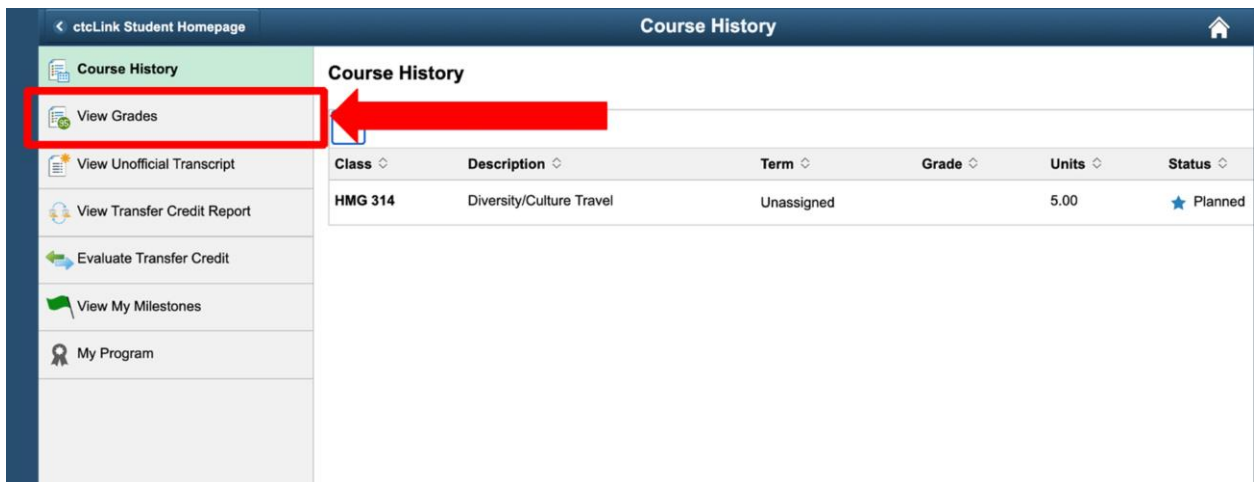 ctcLink Student Homepage
Course History
Course History
View Grades
View Unofficial Transcript
View Transfer Credit Report
Evaluate Transfer Credit
View My Milestones
My Program
Course History
Class Description Term Grade Units Status
HMG 314 Diversity/Culture Travel Unassigned 5.00 Planned